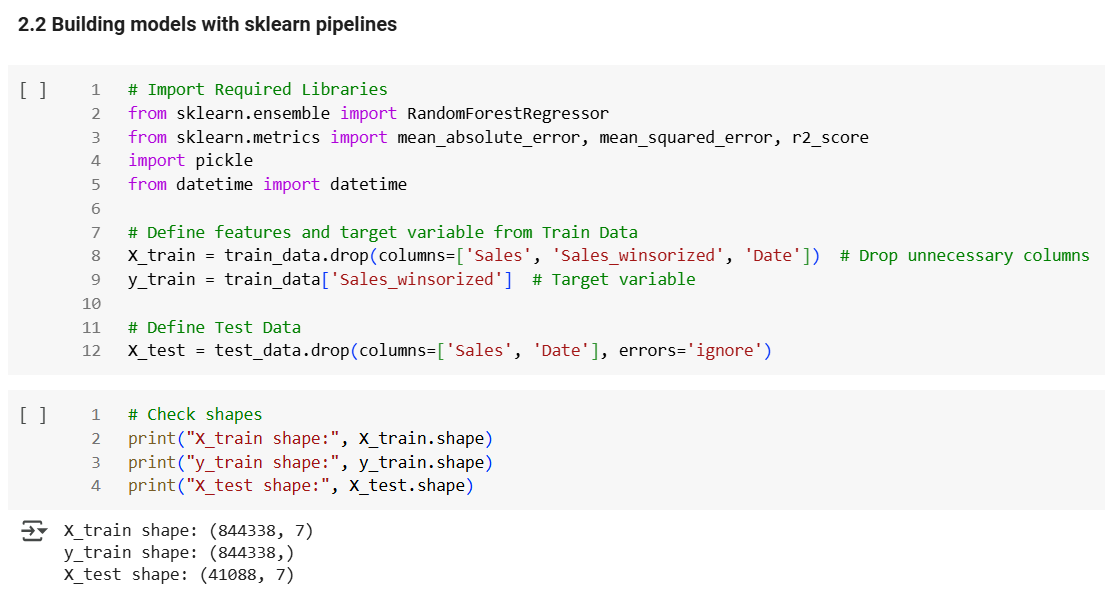 2.2 Building models with sklearn pipelines
[ ] 1 # Import Required Libraries
2 from sklearn.ensemble import RandomForestRegressor
3 from sklearn.metrics import mean_absolute_error, mean_squared_error, r2_score
4 import pickle
5 from datetime import datetime
6
7 # Define features and target variable from Train Data
8 X_train = train_data.drop(columns=['Sales', 'Sales_winsorized', 'Date']) # Drop unnecessary columns
9 y_train = train_data['Sales_winsorized'] # Target variable
10
11 # Define Test Data
12 X_test = test_data.drop(columns=['Sales', 'Date'], errors='ignore')
[ ] 1 # Check shapes
2 print("X_train shape:", X_train.shape)
3 print("y_train shape:", y_train.shape)
4 print("X_test shape:", X_test.shape)
X_train shape: (844338, 7)
y_train shape: (844338,)
X_test shape: (41088, 7)